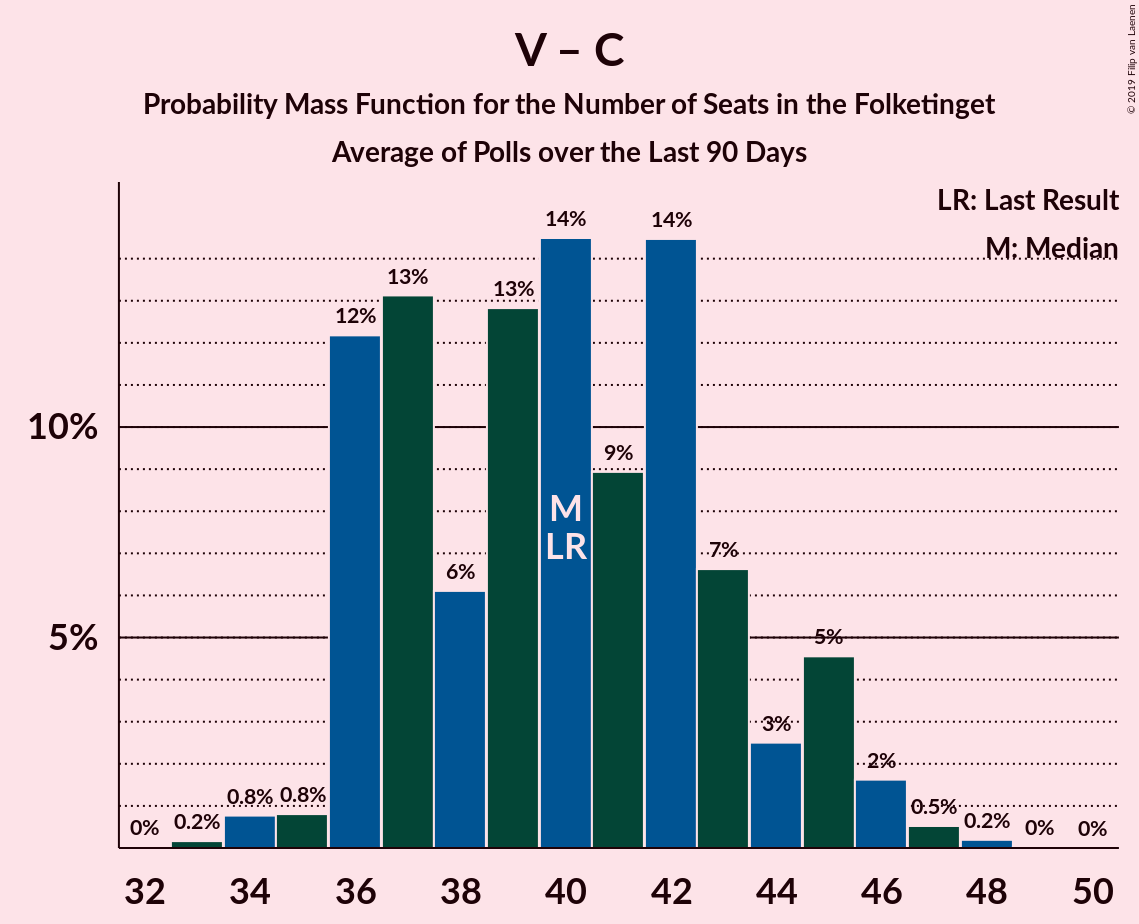 V – C
Probability Mass Function for the Number of Seats in the Folketinget
Average of Polls over the Last 90 Days
© 2019 Filip van Laenen
LR: Last Result
M: Median
10%
5%
0%
0.2%
0.8%
0.8%
12%
13%
6%
13%
14%
9%
14%
7%
3%
5%
2%
0.5%
0.2%
0%
0%
M
LR
32 34 36 38 40 42 44 46 48 50